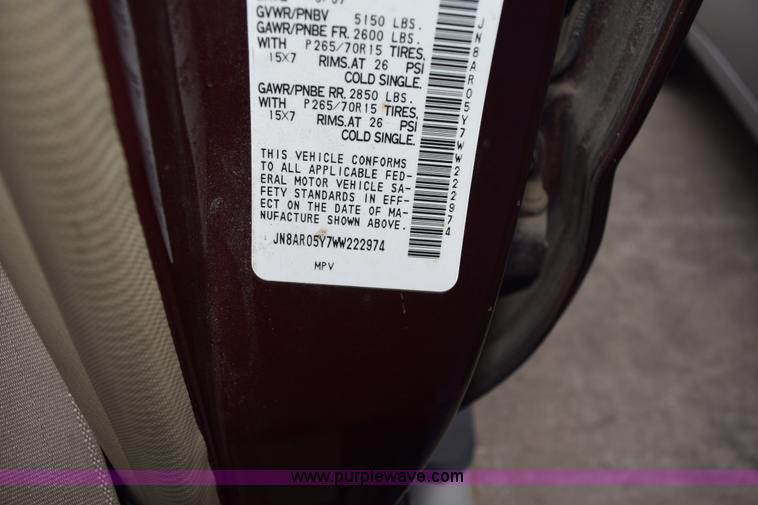 GVWR/PNBV 5150 LBS.
GAWR/PNBE FR. 2600 LBS.
WITH P265/70R15 TIRES,
15X7 RIMS, AT 26 PSI
COLD SINGLE.
GAWR/PNBE RR. 2850 LBS.
WITH P265/70R15 TIRES,
15X7 RIMS, AT 26 PSI
COLD SINGLE.
THIS VEHICLE CONFORMS
TO ALL APPLICABLE FED-
ERAL MOTOR VEHICLE SA-
FETY STANDARDS IN EFF-
ECT ON THE DATE OF MA-
NUFACTURE SHOWN ABOVE.
JN8AR05Y7WW222974
MPV
JN8AR05Y7WW222974
www.purplewave.com